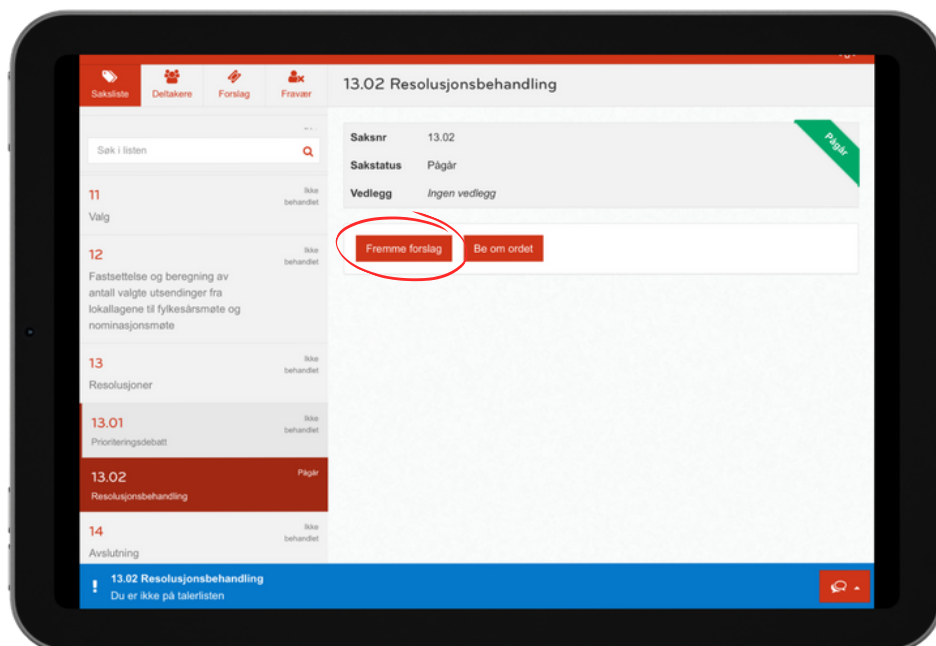 Saksliste
Deltakere
Forslag
Fravær
Søk i listen
11
Ikke
behandlet
Valg
12
Ikke
behandlet
Fastsettelse og beregning av
antall valgte utsendinger fra
lokallagene til fylkesårsmøte og
nominasjonsmøte
13
Ikke
behandlet
Resolusjoner
13.01
Ikke
behandlet
Prioriteringsdebatt
13.02
Pågår
Resolusjonsbehandling
14
Ikke
behandlet
Avslutning
13.02 Resolusjonsbehandling
Saksnr 13.02
Sakstatus Pågår
Vedlegg Ingen vedlegg
Pågår
Fremme forslag
Be om ordet
13.02 Resolusjonsbehandling
Du er ikke på talerlisten